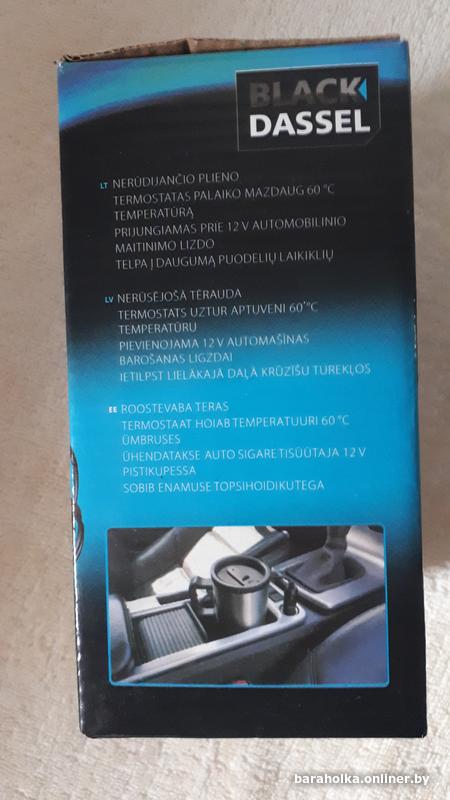 BLACK
DASSEL
LT NERŪDIJANČIO PLIENO
TERMOSTATAS PALAIKO MAZDAUG 60 °C
TEMPERATŪRĄ
PRIJUNGIAMAS PRIE 12 V AUTOMOBILINIO
MAITINIMO LIZDO
TELPA Į DAUGUMĄ PUODELIŲ LAIKIKLIŲ
LV NERŪSĒJOŠĀ TĒRAUDA
TERMOSTATS UZTUR APTUVENI 60 °C
TEMPERATŪRU
PIEVIENOJAMA 12 V AUTOMAŠĪNAS
BAROŠANAS LIGZDAI
IETILPST LIELĀKAJĀ DAĻĀ KRŪZĪŠU TUREKĻOS
EE ROOSTEVABA TERAS
TERMOSTAAT HOIAB TEMPERATUURI 60 °C
ÜMBRUSES
ÜHENDATAKSE AUTO SIGARETISÜÜTAJA 12 V
PISTIKUPESSA
SOBIB ENAMUSE TOPSIHOIDIKUTEGA
baraholka.onliner.by